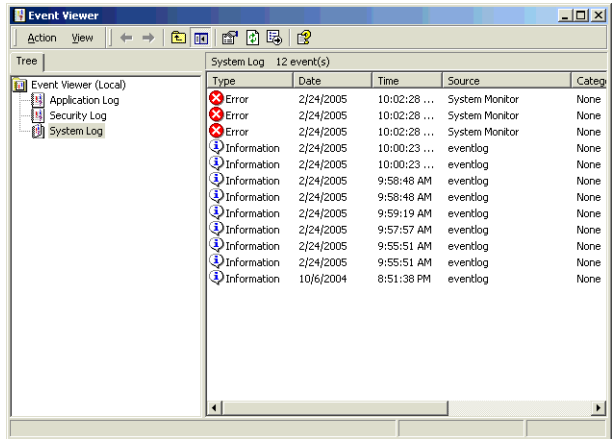 Event Viewer
Action View
Tree
System Log 12 event(s)
Event Viewer (Local)
Application Log
Security Log
System Log
Type Date Time Source Categ
Error 2/24/2005 10:02:28 ... System Monitor None
Error 2/24/2005 10:02:28 ... System Monitor None
Error 2/24/2005 10:02:28 ... System Monitor None
Information 2/24/2005 10:00:23 ... eventlog None
Information 2/24/2005 10:00:23 ... eventlog None
Information 2/24/2005 9:58:48 AM eventlog None
Information 2/24/2005 9:58:48 AM eventlog None
Information 2/24/2005 9:59:19 AM eventlog None
Information 2/24/2005 9:57:57 AM eventlog None
Information 2/24/2005 9:55:51 AM eventlog None
Information 2/24/2005 9:55:51 AM eventlog None
Information 10/6/2004 8:51:38 PM eventlog None